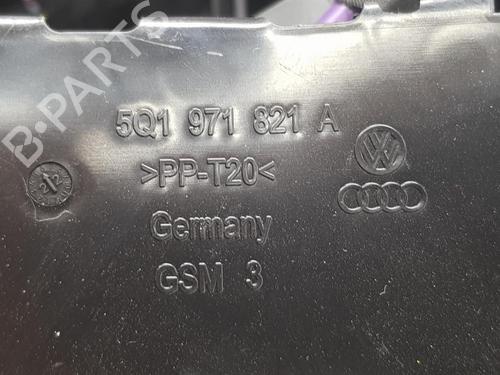 B-PARTS
5Q1 971 821 A
>PP-T20<
Germany
GSM 3